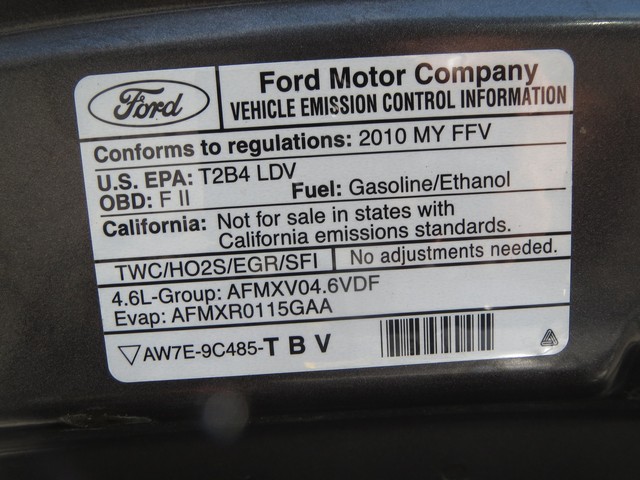 Ford
Ford Motor Company
VEHICLE EMISSION CONTROL INFORMATION
Conforms to regulations: 2010 MY FFV
U.S. EPA: T2B4 LDV
OBD: F II
Fuel: Gasoline/Ethanol
California: Not for sale in states with
California emissions standards.
TWC/HO2S/EGR/SFI
No adjustments needed.
4.6L-Group: AFMXV04.6VDF
Evap: AFMXR0115GAA
AW7E-9C485-T B V